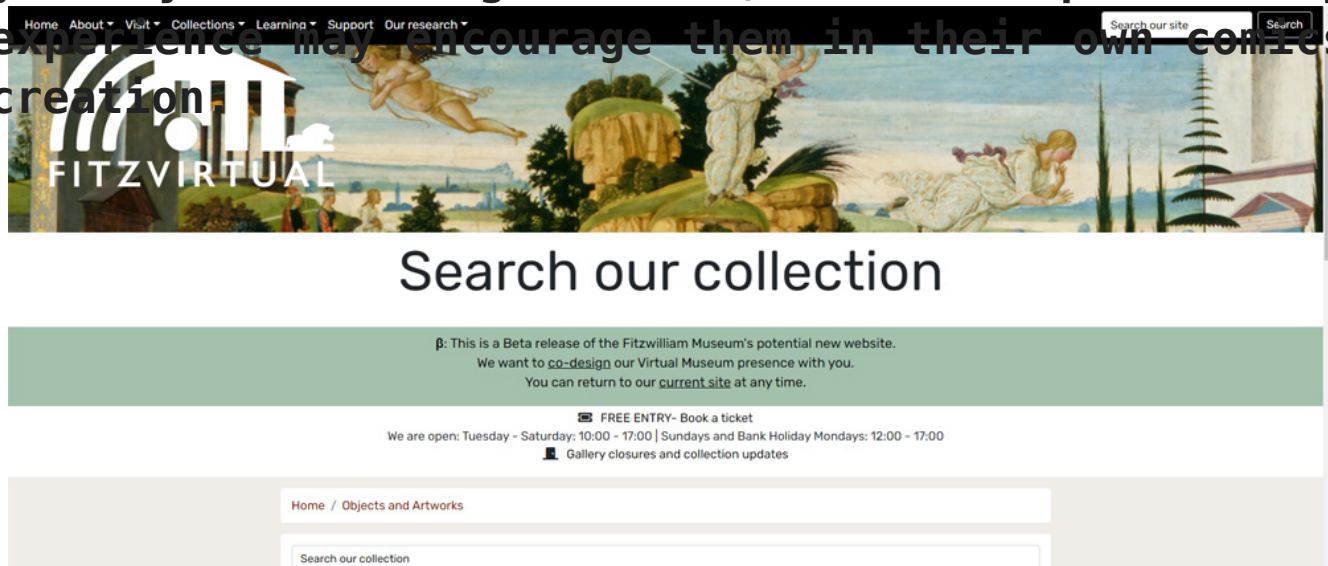 experience may encourage them in their own comics
creation.
Home About Visit Collections Learning Support Our research Search our site Search
FITZVIRTUAL
Search our collection
β: This is a Beta release of the Fitzwilliam Museum's potential new website.
We want to co-design our Virtual Museum presence with you.
You can return to our current site at any time.
FREE ENTRY- Book a ticket
We are open: Tuesday - Saturday: 10:00 - 17:00 | Sundays and Bank Holiday Mondays: 12:00 - 17:00
Gallery closures and collection updates
Home / Objects and Artworks
Search our collection